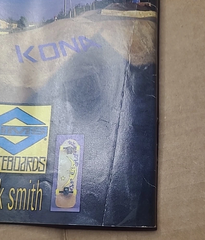 KONA
TEBOARDS
k smith